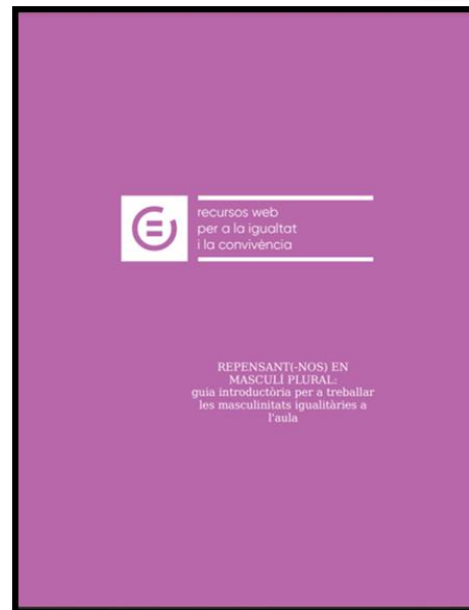 recursos web
per a la igualtat
i la convivència
REPENSANT(-NOS) EN
MASCULÍ PLURAL:
guia introductòria per a treballar
les masculinitats igualitàries a
l'aula